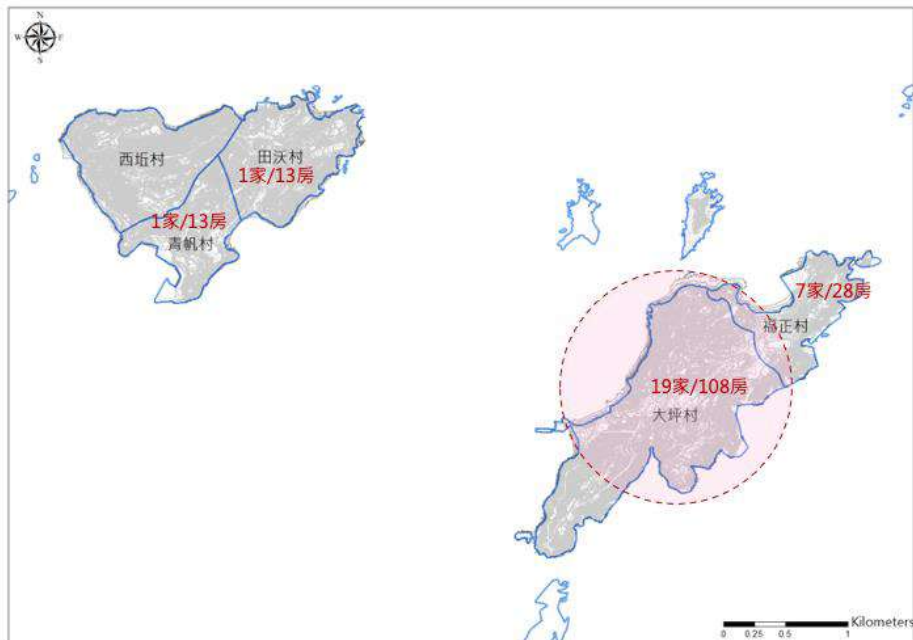 N
W E
S
西坵村
田沃村
1家/13房
1家/13房
青帆村
7家/28房
福正村
19家/108房
大坪村
Kilometers
0 0.25 0.5 1